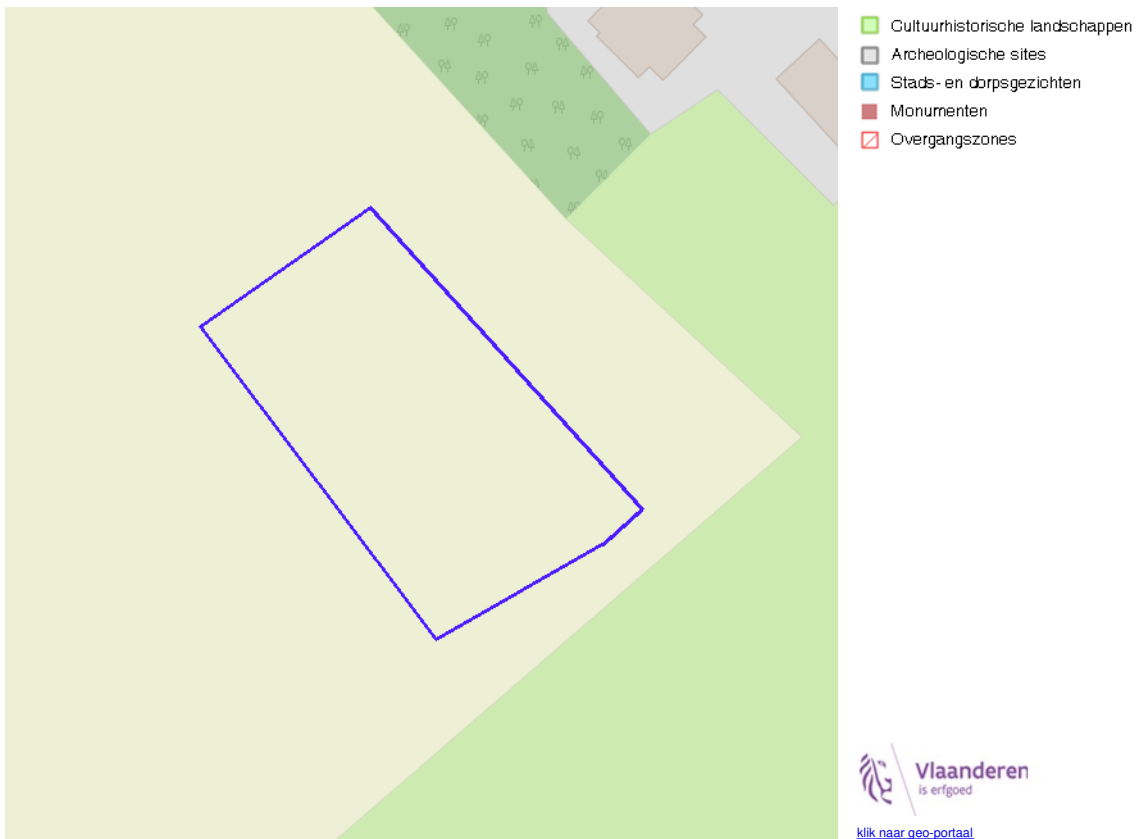 Cultuurhistorische landschappen
Archeologische sites
Stads- en dorpsgezichten
Monumenten
Overgangszones
Vlaanderen
is erfgoed
klik naar geo-portaal